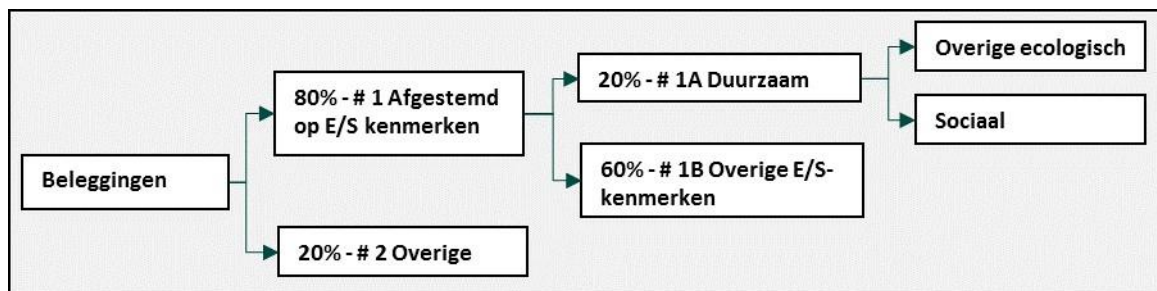 Beleggingen
80% - # 1 Afgestemd
op E/S kenmerken
20% - # 2 Overige
20% - # 1A Duurzaam
60% - # 1B Overige E/S-
kenmerken
Overige ecologisch
Sociaal